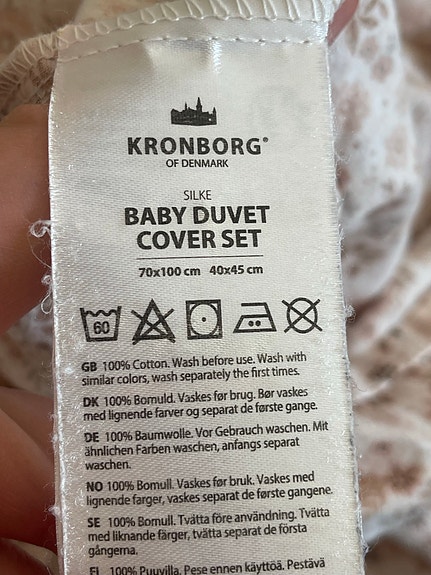 KRONBORG®
OF DENMARK
SILKE
BABY DUVET
COVER SET
70x100 cm 40x45 cm
60
GB 100% Cotton. Wash before use. Wash with
similar colors, wash separately the first times.
DK 100% Bomuld. Vaskes før brug. Bør vaskes
med lignende farver og separat de første gange.
DE 100% Baumwolle. Vor Gebrauch waschen. Mit
ähnlichen Farben waschen, anfangs separat
waschen.
NO 100% Bomull. Vaskes før bruk. Vaskes med
lignende farger, vaskes separat de første gangene.
SE 100% Bomull. Tvätta före användning. Tvätta
med liknande färger, tvätta separat de första
gångerna.
FI 100% Puuvilla. Pese ennen käyttöä. Pestävä